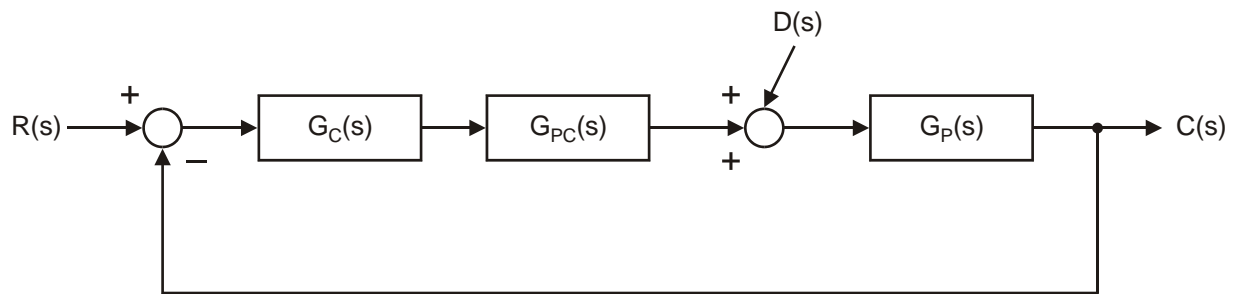 D(s)
+ +
R(s) G_C(s) G_PC(s) G_P(s) C(s)
− +